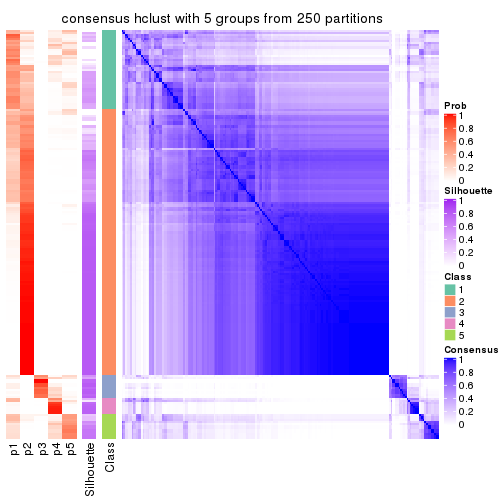 consensus hclust with 5 groups from 250 partitions
Prob
1
0.8
0.6
0.4
0.2
0
Silhouette
1
0.8
0.6
0.4
0.2
0
Class
1
2
3
4
5
Consensus
1
0.8
0.6
0.4
0.2
0
p1
p2
p3
p4
p5
Silhouette
Class